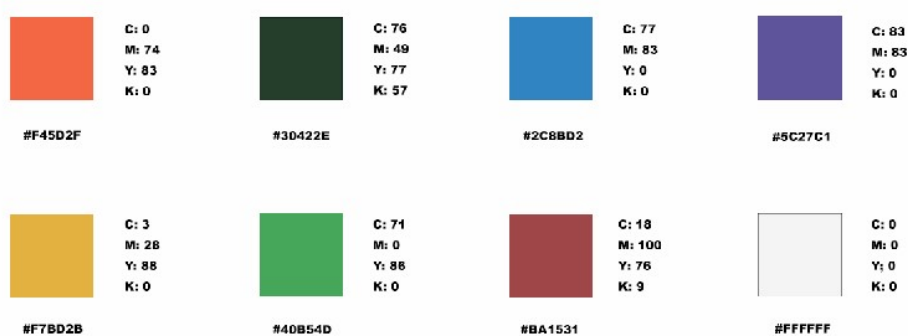 C: 0
M: 74
Y: 83
K: 0
#F45D2F
C: 76
M: 49
Y: 77
K: 57
#30422E
C: 77
M: 83
Y: 0
K: 0
#2C8BD2
C: 83
M: 83
Y: 0
K: 0
#5C27C1
C: 3
M: 28
Y: 88
K: 0
#F7BD2B
C: 71
M: 0
Y: 86
K: 0
#40B54D
C: 18
M: 100
Y: 76
K: 9
#BA1531
C: 0
M: 0
Y: 0
K: 0
#FFFFFF